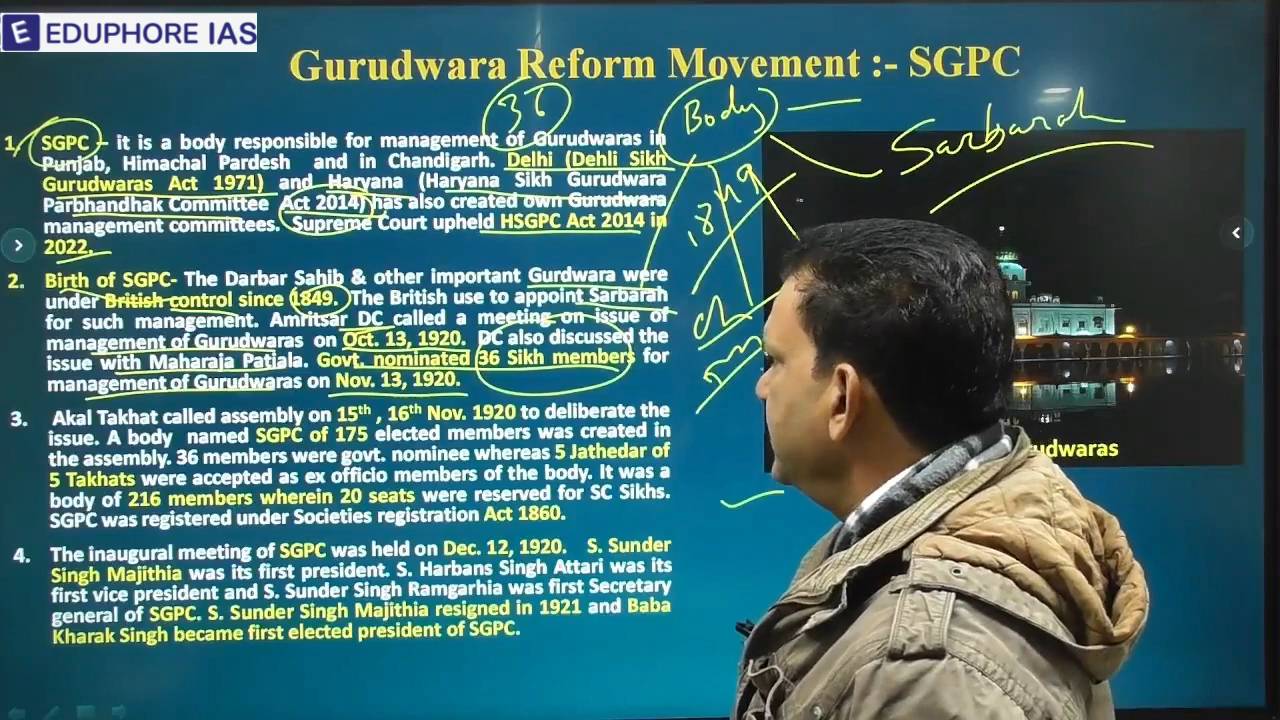 EDUPHORE IAS
Gurudwara Reform Movement :- SGPC
36
Body
Sarbarah
1849
1. SGPC - it is a body responsible for management of Gurudwaras in
Punjab, Himachal Pardesh and in Chandigarh. Delhi (Dehli Sikh
Gurudwaras Act 1971) and Haryana (Haryana Sikh Gurudwara
Parbhandhak Committee Act 2014) has also created own Gurudwara
management committees. Supreme Court upheld HSGPC Act 2014 in
2022.
2. Birth of SGPC- The Darbar Sahib & other important Gurdwara were
under British control since 1849. The British use to appoint Sarbarah
for such management. Amritsar DC called a meeting on issue of
management of Gurudwaras on Oct. 13, 1920. DC also discussed the
issue with Maharaja Patiala. Govt. nominated 36 Sikh members for
management of Gurudwaras on Nov. 13, 1920.
3. Akal Takhat called assembly on 15th , 16th Nov. 1920 to deliberate the
issue. A body named SGPC of 175 elected members was created in
the assembly. 36 members were govt. nominee whereas 5 Jathedar of
5 Takhats were accepted as ex officio members of the body. It was a
body of 216 members wherein 20 seats were reserved for SC Sikhs.
SGPC was registered under Societies registration Act 1860.
4. The inaugural meeting of SGPC was held on Dec. 12, 1920. S. Sunder
Singh Majithia was its first president. S. Harbans Singh Attari was its
first vice president and S. Sunder Singh Ramgarhia was first Secretary
general of SGPC. S. Sunder Singh Majithia resigned in 1921 and Baba
Kharak Singh became first elected president of SGPC.
udwaras